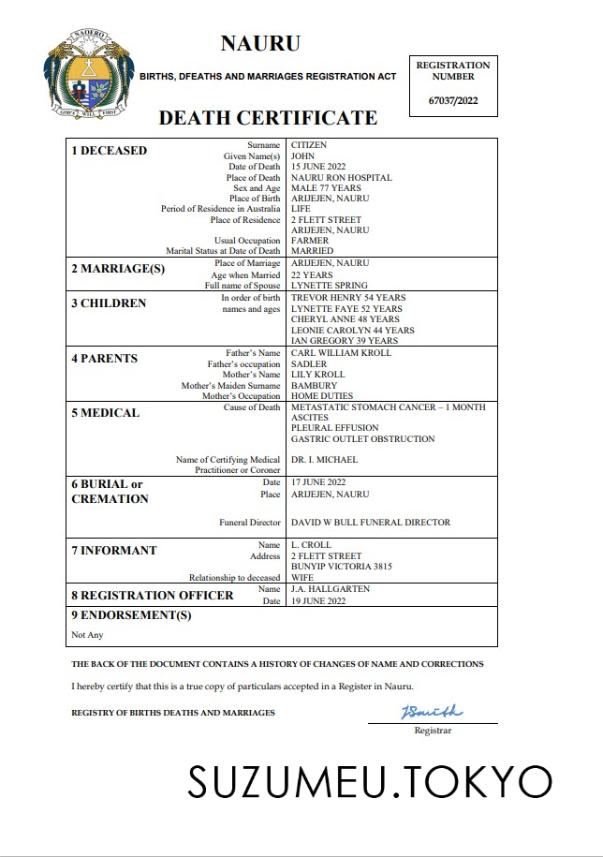 NAOERO
GOD'S WILL FIRST
NAURU
BIRTHS, DFEATHS AND MARRIAGES REGISTRATION ACT
DEATH CERTIFICATE
REGISTRATION
NUMBER
67037/2022
1 DECEASED
Surname CITIZEN
Given Name(s) JOHN
Date of Death 15 JUNE 2022
Place of Death NAURU RON HOSPITAL
Sex and Age MALE 77 YEARS
Place of Birth ARIJEJEN, NAURU
Period of Residence in Australia LIFE
Place of Residence 2 FLETT STREET
ARIJEJEN, NAURU
Usual Occupation FARMER
Marital Status at Date of Death MARRIED
2 MARRIAGE(S)
Place of Marriage ARIJEJEN, NAURU
Age when Married 22 YEARS
Full name of Spouse LYNETTE SPRING
3 CHILDREN
In order of birth TREVOR HENRY 54 YEARS
names and ages LYNETTE FAYE 52 YEARS
CHERYL ANNE 48 YEARS
LEONIE CAROLYN 44 YEARS
IAN GREGORY 39 YEARS
4 PARENTS
Father's Name CARL WILLIAM KROLL
Father's occupation SADLER
Mother's Name LILY KROLL
Mother's Maiden Surname BAMBURY
Mother's Occupation HOME DUTIES
5 MEDICAL
Cause of Death METASTATIC STOMACH CANCER – 1 MONTH
ASCITES
PLEURAL EFFUSION
GASTRIC OUTLET OBSTRUCTION
Name of Certifying Medical DR. I. MICHAEL
Practitioner or Coroner
6 BURIAL or
CREMATION
Date 17 JUNE 2022
Place ARIJEJEN, NAURU
Funeral Director DAVID W BULL FUNERAL DIRECTOR
7 INFORMANT
Name L. CROLL
Address 2 FLETT STREET
BUNYIP VICTORIA 3815
Relationship to deceased WIFE
8 REGISTRATION OFFICER
Name J.A. HALLGARTEN
Date 19 JUNE 2022
9 ENDORSEMENT(S)
Not Any
THE BACK OF THE DOCUMENT CONTAINS A HISTORY OF CHANGES OF NAME AND CORRECTIONS
I hereby certify that this is a true copy of particulars accepted in a Register in Nauru.
REGISTRY OF BIRTHS DEATHS AND MARRIAGES
Registrar
SUZUMEU.TOKYO